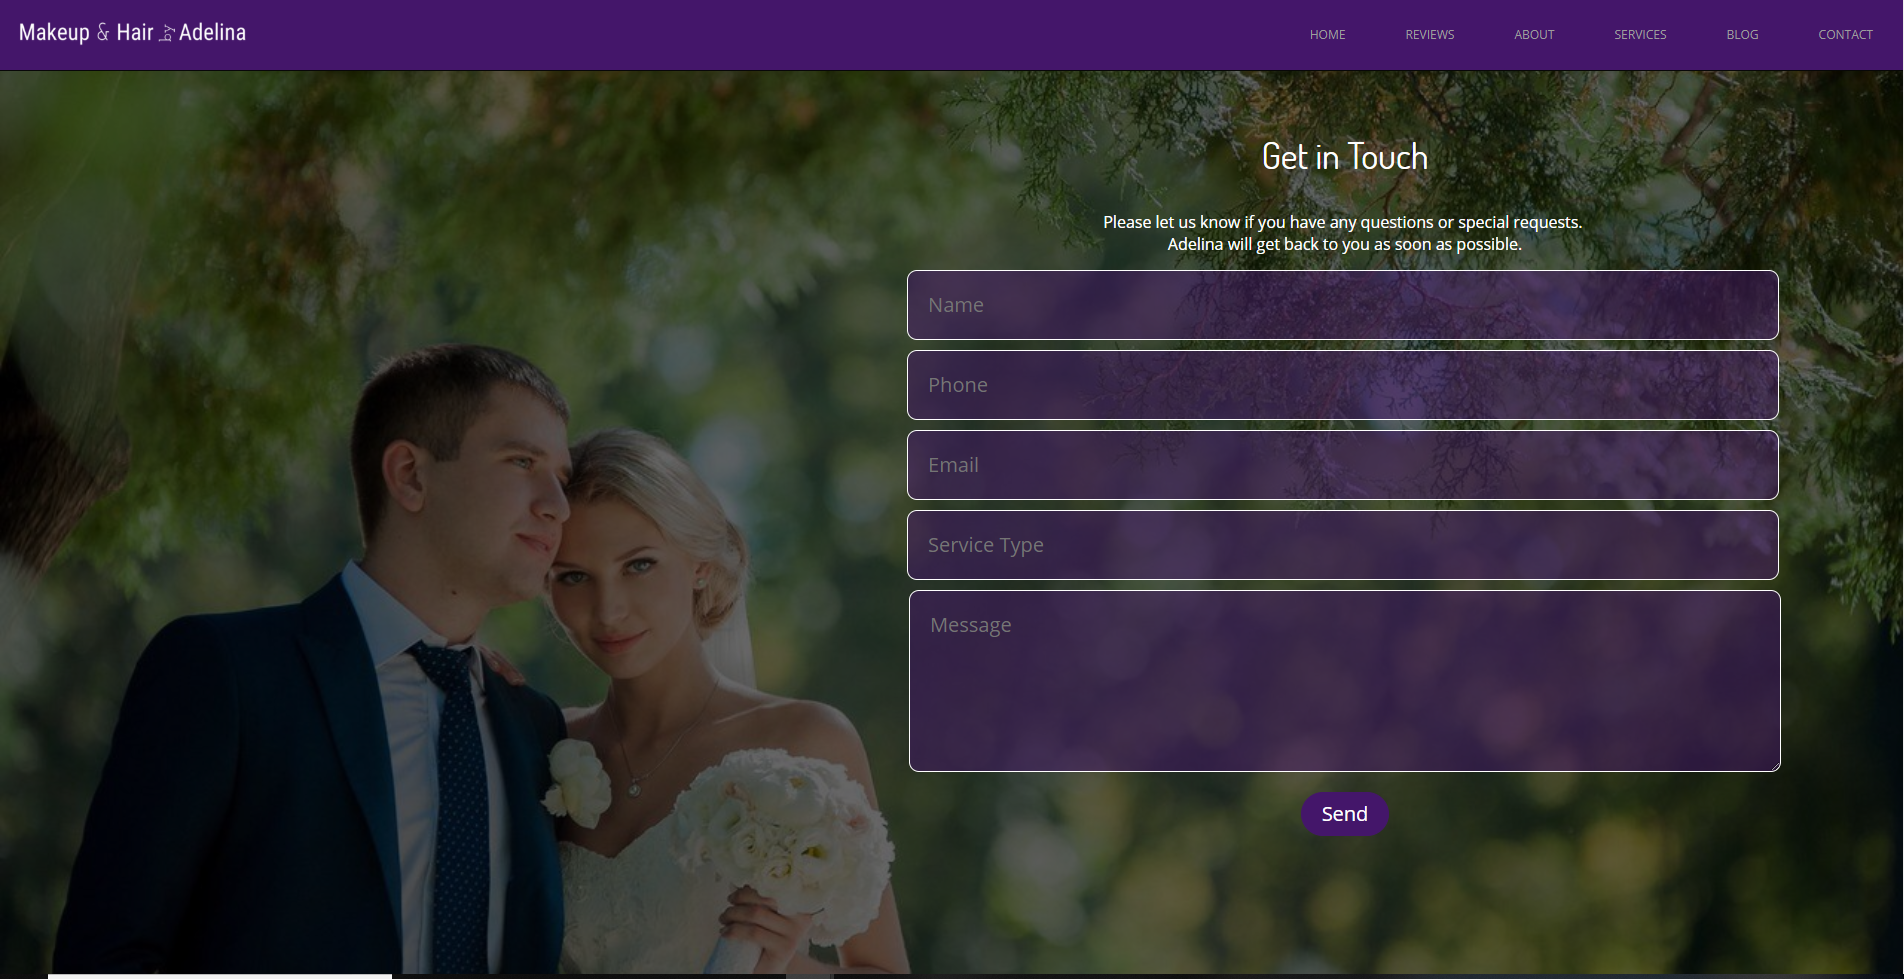 Makeup & Hair by Adelina
HOME REVIEWS ABOUT SERVICES BLOG CONTACT
Get in Touch
Please let us know if you have any questions or special requests.
Adelina will get back to you as soon as possible.
Name
Phone
Email
Service Type
Message
Send